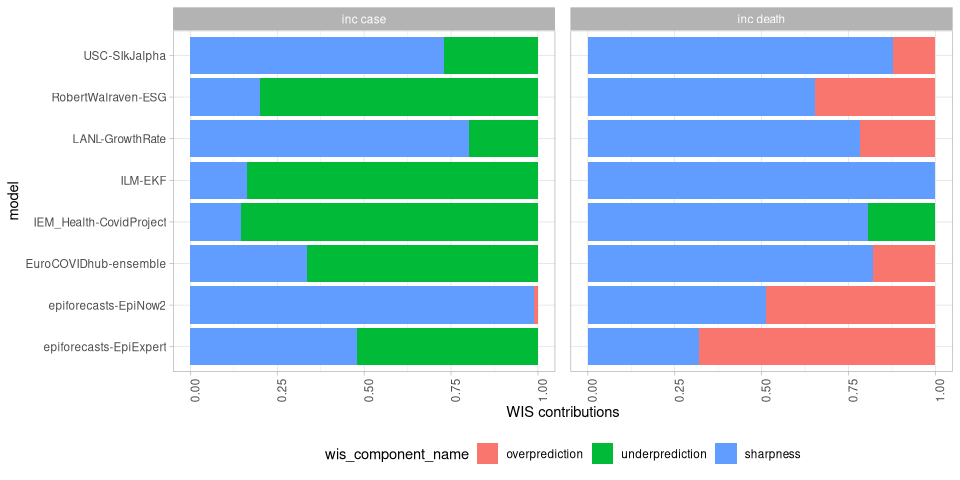 inc case
inc death
model
USC-SIkJalpha
RobertWalraven-ESG
LANL-GrowthRate
ILM-EKF
IEM_Health-CovidProject
EuroCOVIDhub-ensemble
epiforecasts-EpiNow2
epiforecasts-EpiExpert
0.00 0.25 0.50 0.75 1.00
0.00 0.25 0.50 0.75 1.00
WIS contributions
wis_component_name overprediction underprediction sharpness